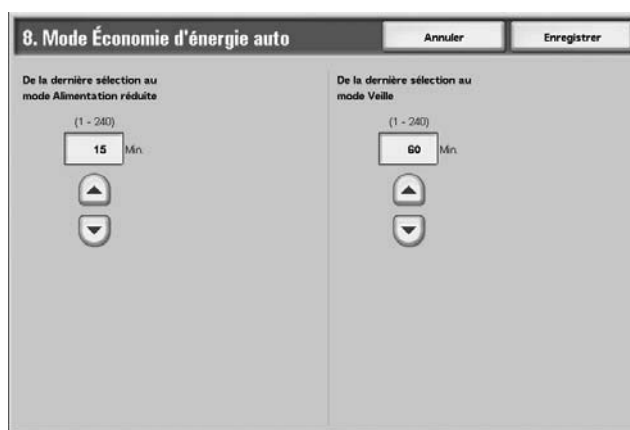 8. Mode Économie d'énergie auto
Annuler
Enregistrer
De la dernière sélection au
mode Alimentation réduite
(1 - 240)
15 Min.
De la dernière sélection au
mode Veille
(1 - 240)
60 Min.